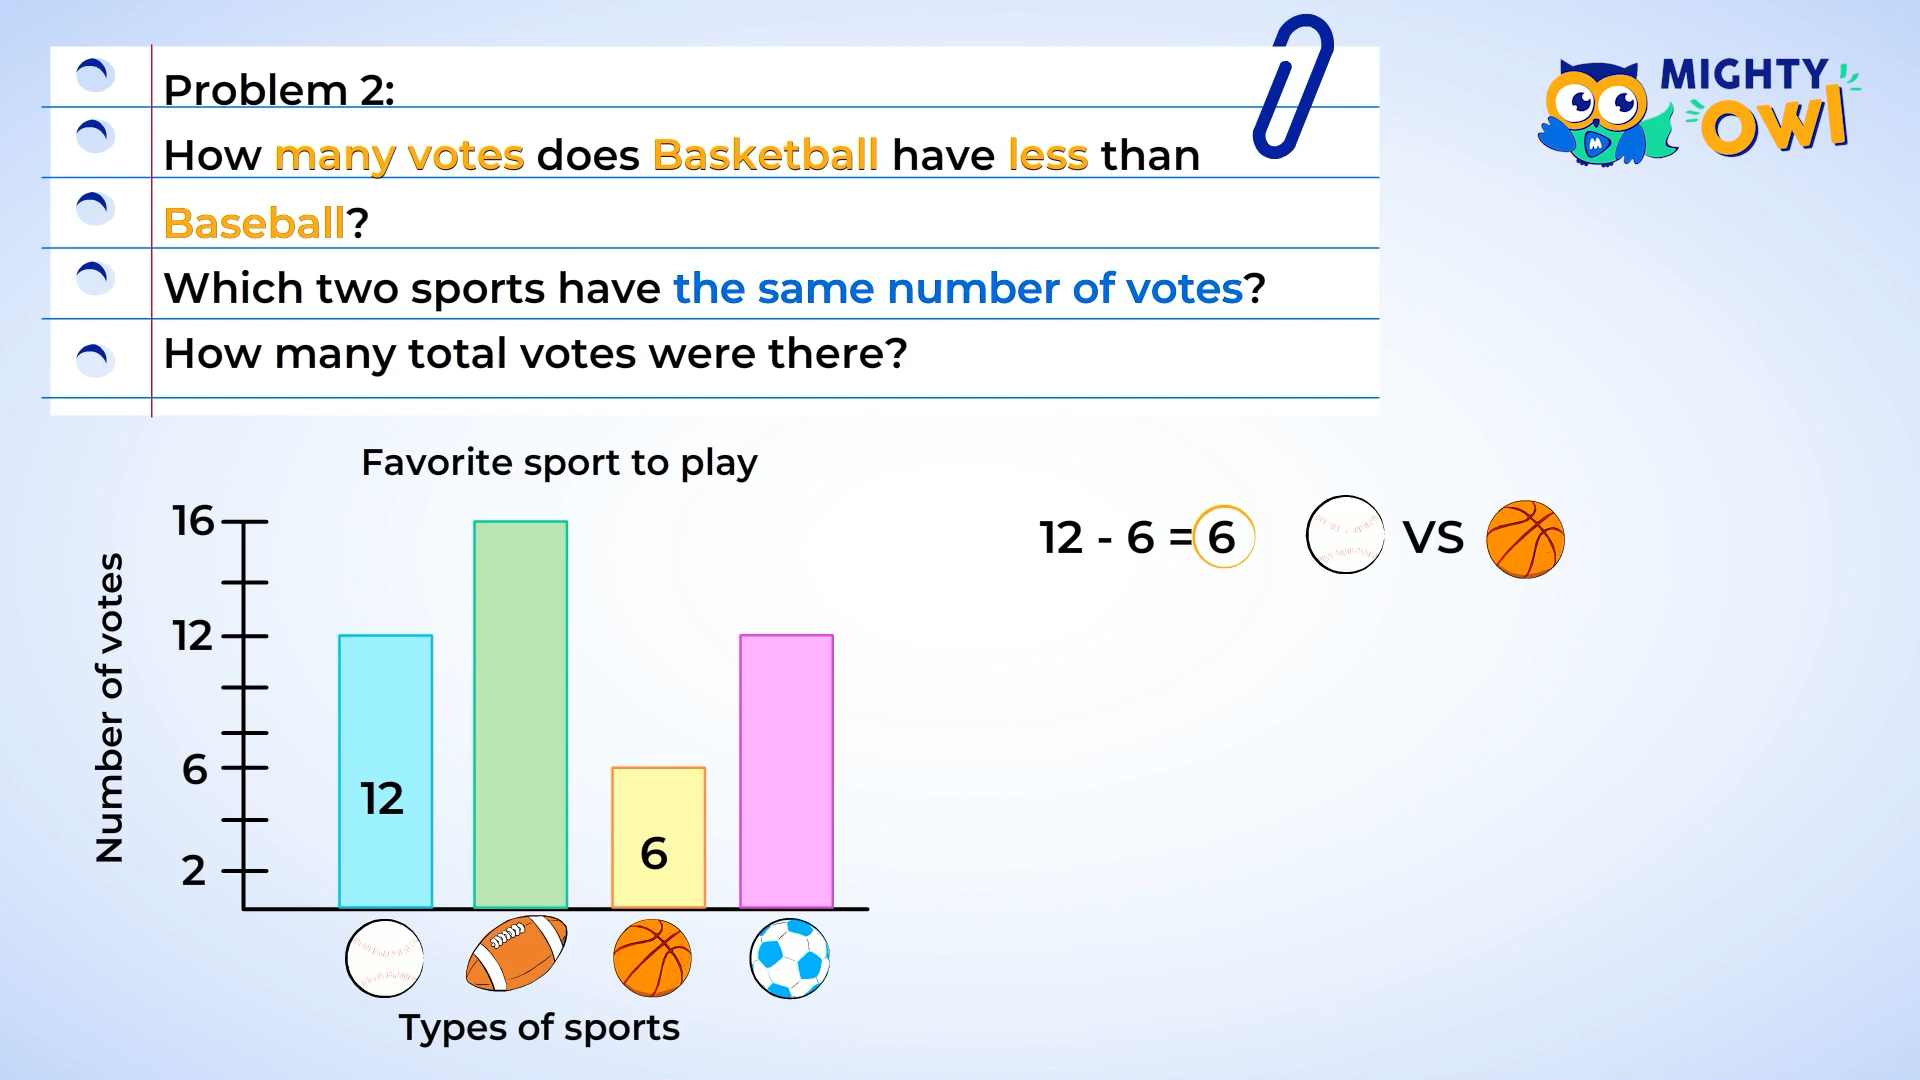 Problem 2:
How many votes does Basketball have less than
Baseball?
Which two sports have the same number of votes?
How many total votes were there?
MIGHTY
OWl
M
Favorite sport to play
16
12
6
2
Number of votes
12
6
Types of sports
12 - 6 = 6
VS